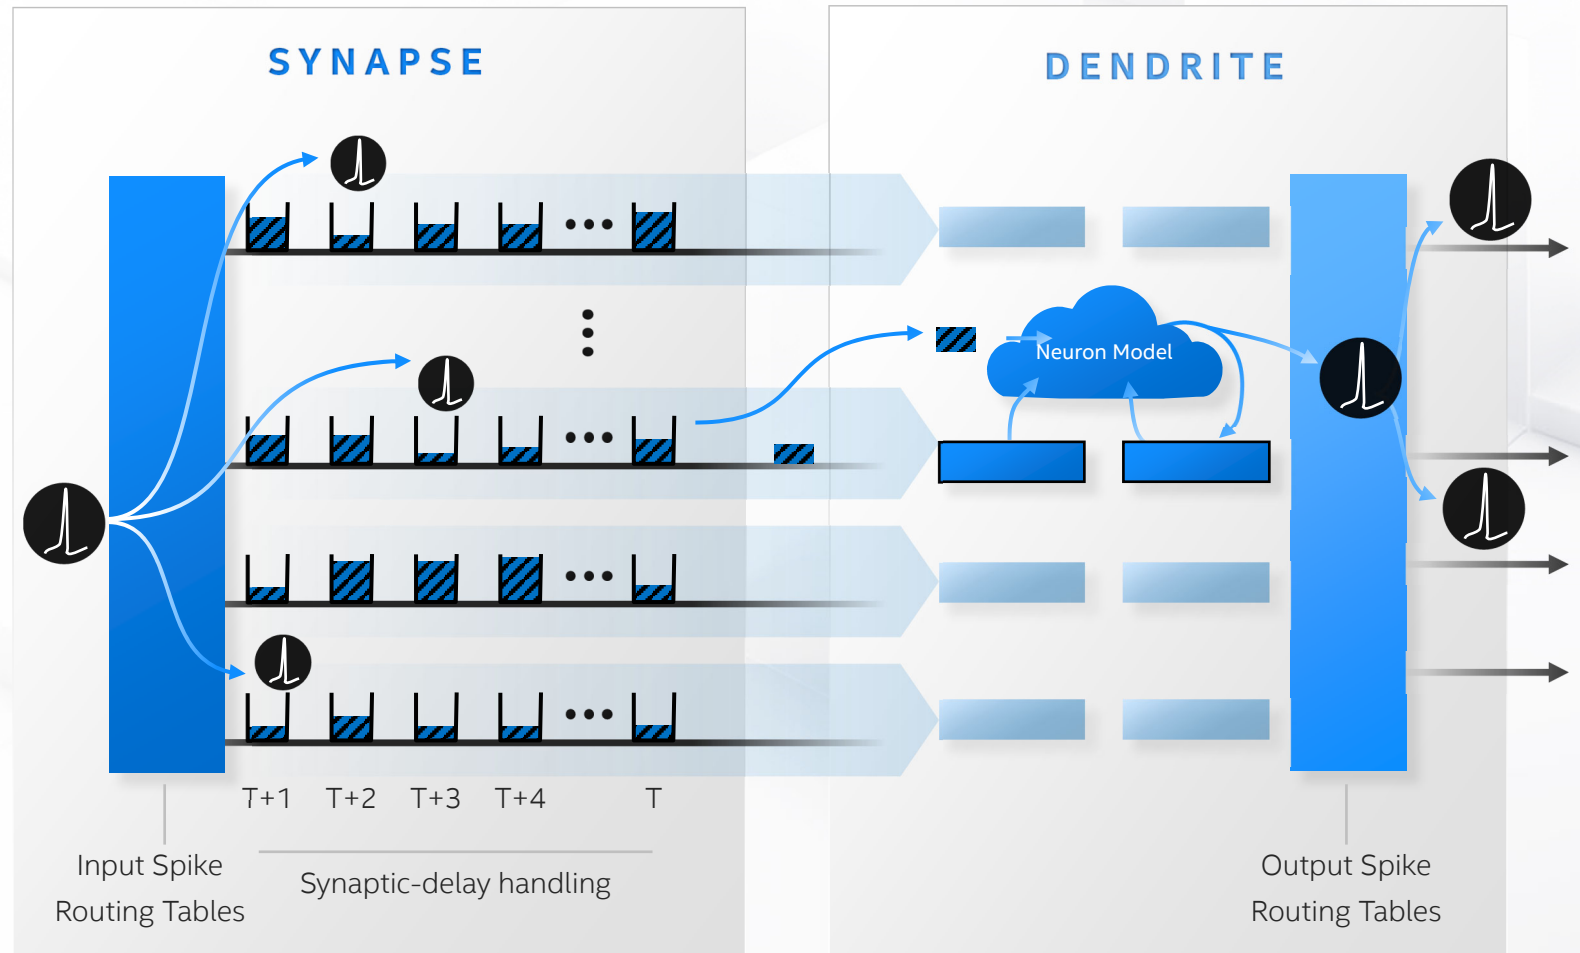 SYNAPSE
DENDRITE
Neuron Model
T+1 T+2 T+3 T+4 T
Input Spike
Routing Tables
Synaptic-delay handling
Output Spike
Routing Tables